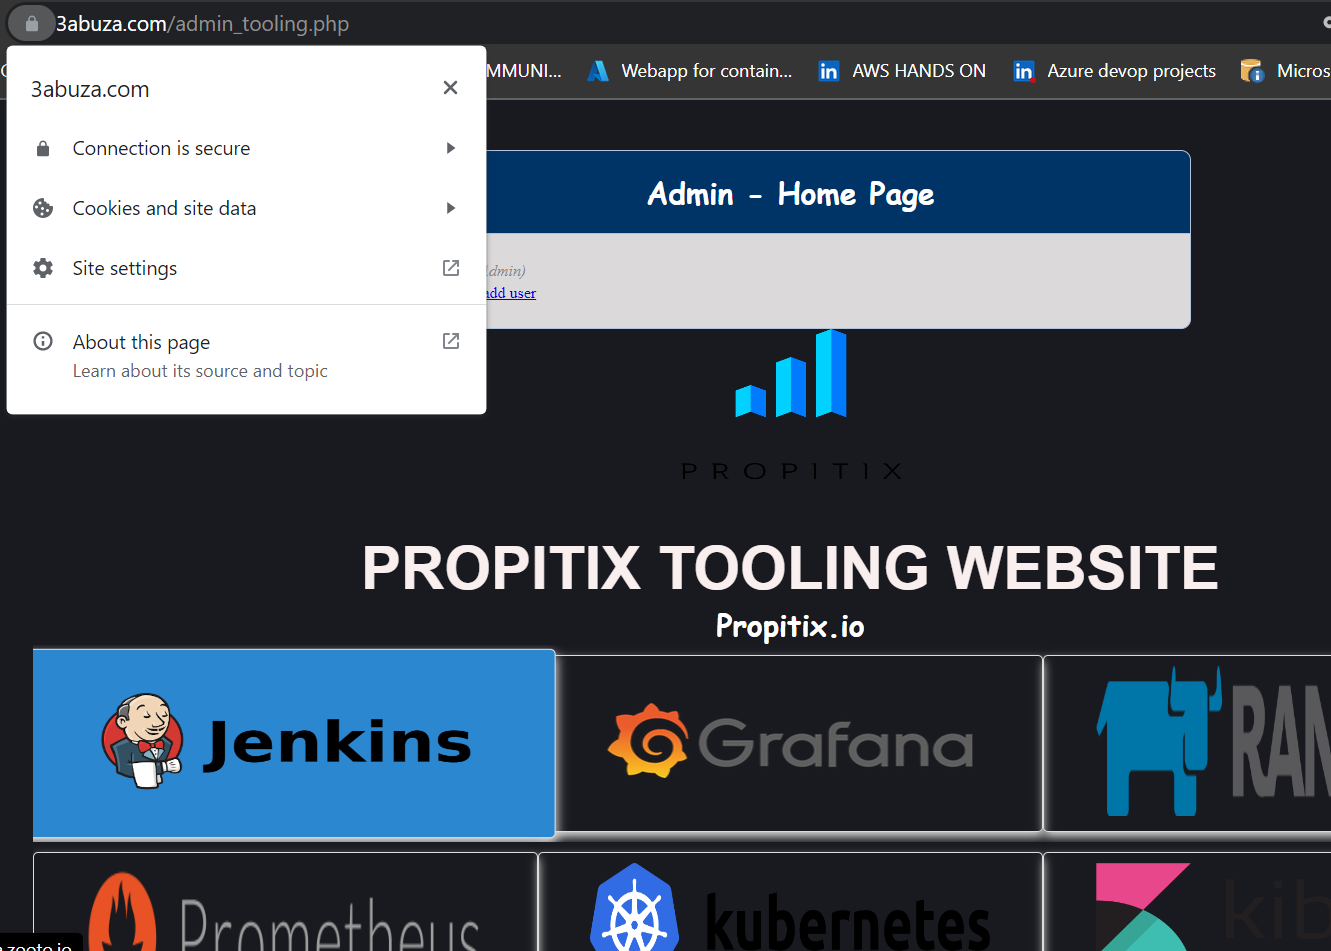 3abuza.com/admin_tooling.php
MMUNI... Webapp for contain... in AWS HANDS ON in Azure devop projects Micros
3abuza.com
Connection is secure
Cookies and site data
Site settings
About this page
Learn about its source and topic
Admin - Home Page
dmin)
add user
PROPITIX
PROPITIX TOOLING WEBSITE
Propitix.io
Jenkins
Grafana
RAN
Prometheus
kubernetes
kib